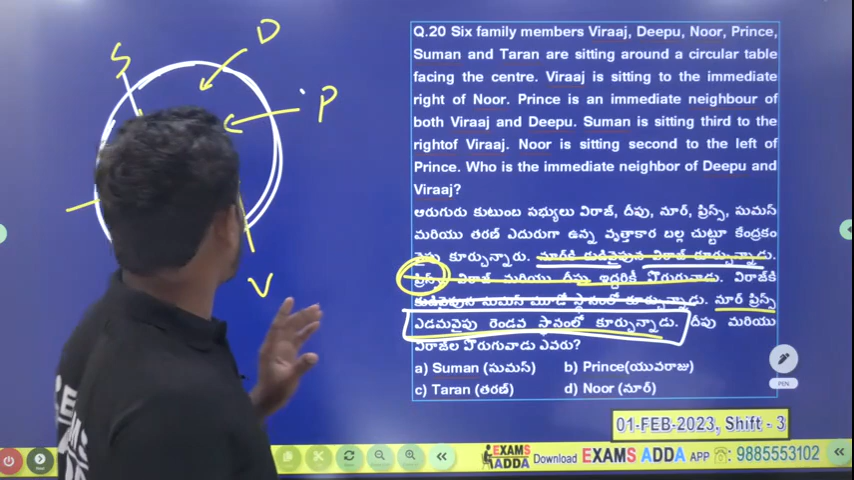 D
S
P
V
Q.20 Six family members Viraaj, Deepu, Noor, Prince,
Suman and Taran are sitting around a circular table
facing the centre. Viraaj is sitting to the immediate
right of Noor. Prince is an immediate neighbour of
both Viraaj and Deepu. Suman is sitting third to the
rightof Viraaj. Noor is sitting second to the left of
Prince. Who is the immediate neighbor of Deepu and
Viraaj?
ఆరుగురు కుటుంబ సభ్యులు విరాజ్, దీపు, నూర్, ప్రిన్స్, సుమన్
మరియు తరణ్ ఎదురుగా ఉన్న వృత్తాకార బల్ల చుట్టూ కేంద్రకం
వైపు కూర్చున్నారు. నూర్‌కి కుడివైపున విరాజ్ కూర్చున్నాడు.
ప్రిన్స్ విరాజ్ మరియు దీపు ఇద్దరికీ పొరుగువాడు. విరాజ్‌కి
కుడివైపున సుమన్ మూడో స్థానంలో కూర్చున్నాడు. నూర్ ప్రిన్స్
ఎడమవైపు రెండవ స్థానంలో కూర్చున్నాడు. దీపు మరియు
విరాజ్‌ల పొరుగువాడు ఎవరు?
a) Suman (సుమన్) b) Prince(యువరాజు)
c) Taran (తరణ్) d) Noor (నూర్)
PEN
01-FEB-2023, Shift - 3
EXAMS ADDA Download EXAMS ADDA APP ☎: 9885553102